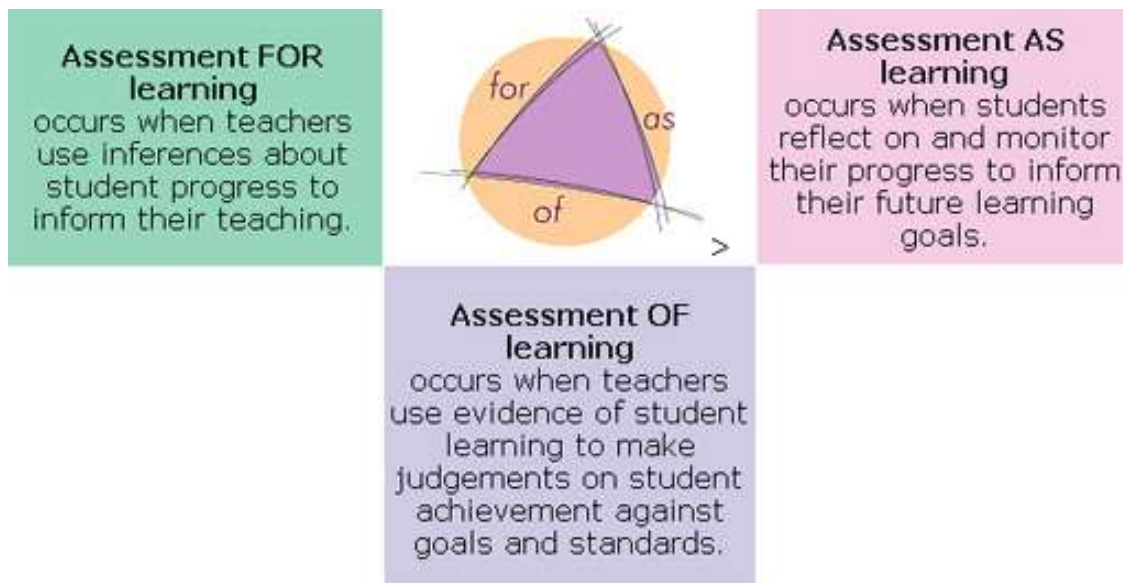 Assessment FOR
learning
occurs when teachers
use inferences about
student progress to
inform their teaching.
for
as
of
>
Assessment AS
learning
occurs when students
reflect on and monitor
their progress to inform
their future learning
goals.
Assessment OF
learning
occurs when teachers
use evidence of student
learning to make
judgements on student
achievement against
goals and standards.